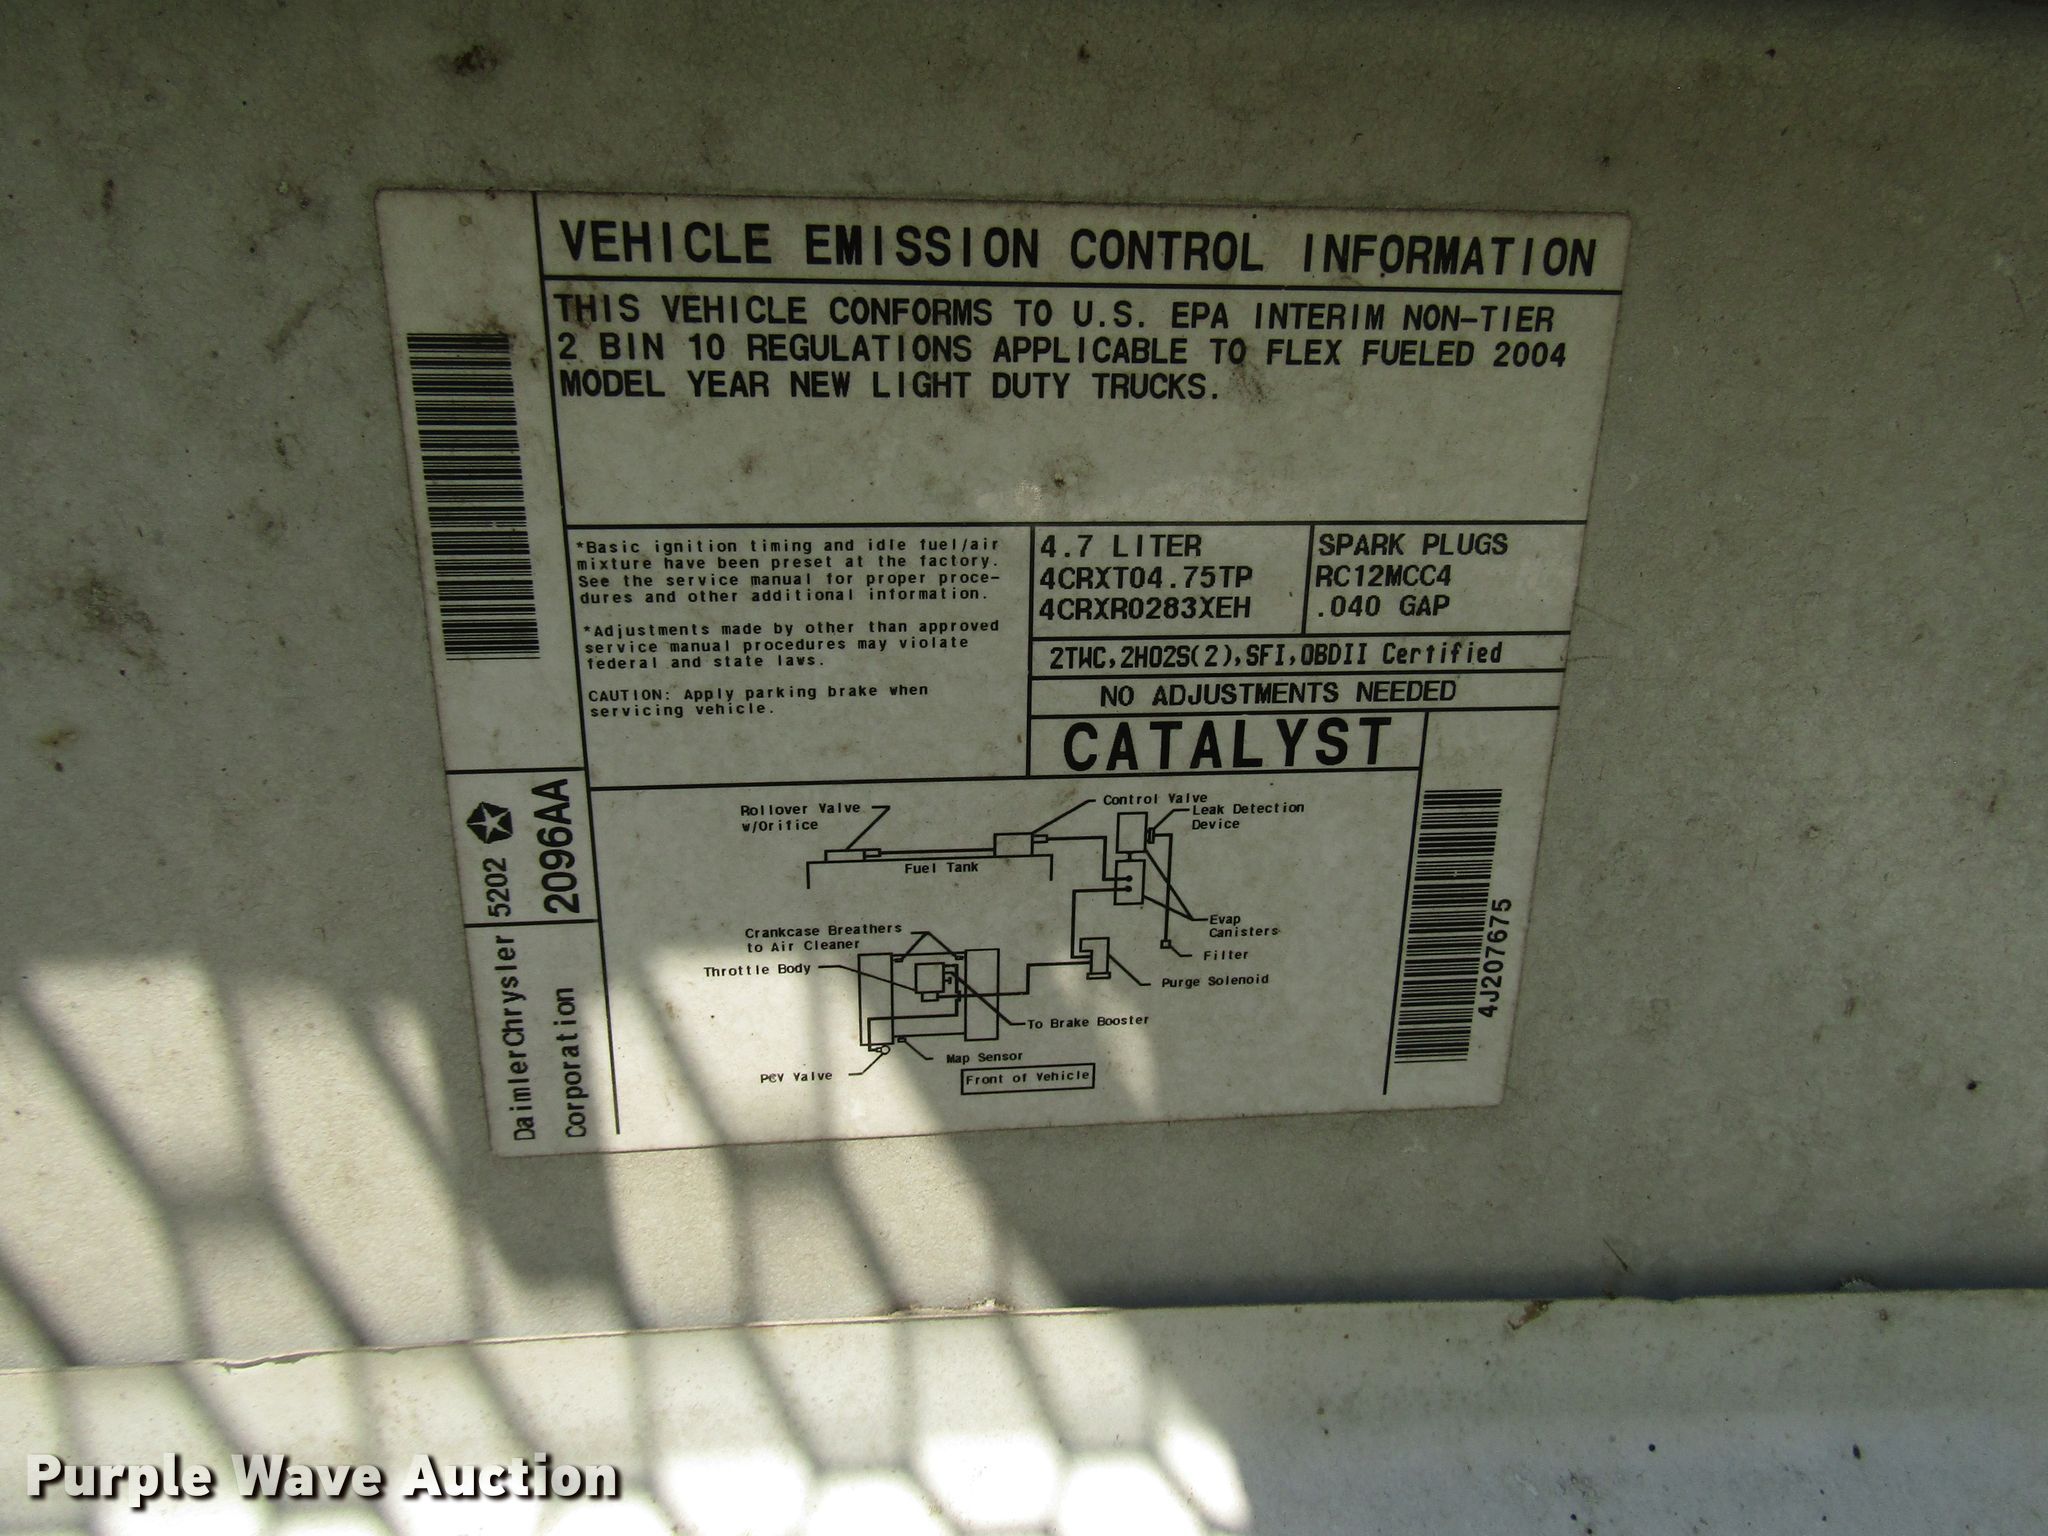 VEHICLE EMISSION CONTROL INFORMATION
THIS VEHICLE CONFORMS TO U.S. EPA INTERIM NON-TIER
2 BIN 10 REGULATIONS APPLICABLE TO FLEX FUELED 2004
MODEL YEAR NEW LIGHT DUTY TRUCKS.
*Basic ignition timing and idle fuel/air
mixture have been preset at the factory.
See the service manual for proper proce-
dures and other additional information.
*Adjustments made by other than approved
service manual procedures may violate
federal and state laws.
CAUTION: Apply parking brake when
servicing vehicle.
4.7 LITER
4CRXT04.75TP
4CRXR0283XEH
SPARK PLUGS
RC12MCC4
.040 GAP
2TWC,2HO2S(2),SFI,OBDII Certified
NO ADJUSTMENTS NEEDED
CATALYST
Rollover Valve
w/Orifice
Control Valve
Leak Detection
Device
Fuel Tank
Evap
Canisters
Crankcase Breathers
to Air Cleaner
Filter
Throttle Body
Purge Solenoid
To Brake Booster
Map Sensor
PCV Valve
Front of Vehicle
DaimlerChrysler
Corporation
5202
2096AA
4J207675
Purple Wave Auction